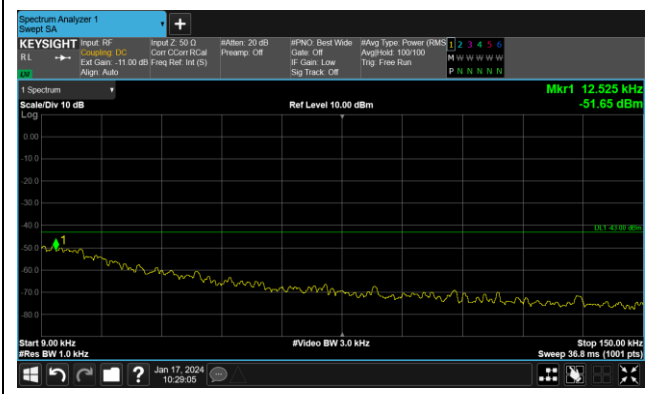 Spectrum Analyzer 1
Swept SA
+
KEYSIGHT
RL
Input: RF
Coupling: DC
Ext Gain: -11.00 dB
Align: Auto
Input Z: 50 Ω
Corr CCorr RCal
Freq Ref: Int (S)
#Atten: 20 dB
Preamp: Off
#PNO: Best Wide
Gate: Off
IF Gain: Low
Sig Track: Off
#Avg Type: Power (RMS
Avg|Hold: 100/100
Trig: Free Run
1 2 3 4 5 6
M W W W W W
P N N N N N
1 Spectrum
Scale/Div 10 dB
Ref Level 10.00 dBm
Mkr1 12.525 kHz
-51.65 dBm
Log
0.00
-10.0
-20.0
-30.0
-40.0
DL1 -43.00 dBm
1
-50.0
-60.0
-70.0
-80.0
Start 9.00 kHz
#Video BW 3.0 kHz
Stop 150.00 kHz
#Res BW 1.0 kHz
Sweep 36.8 ms (1001 pts)
?
Jan 17, 2024
10:29:05